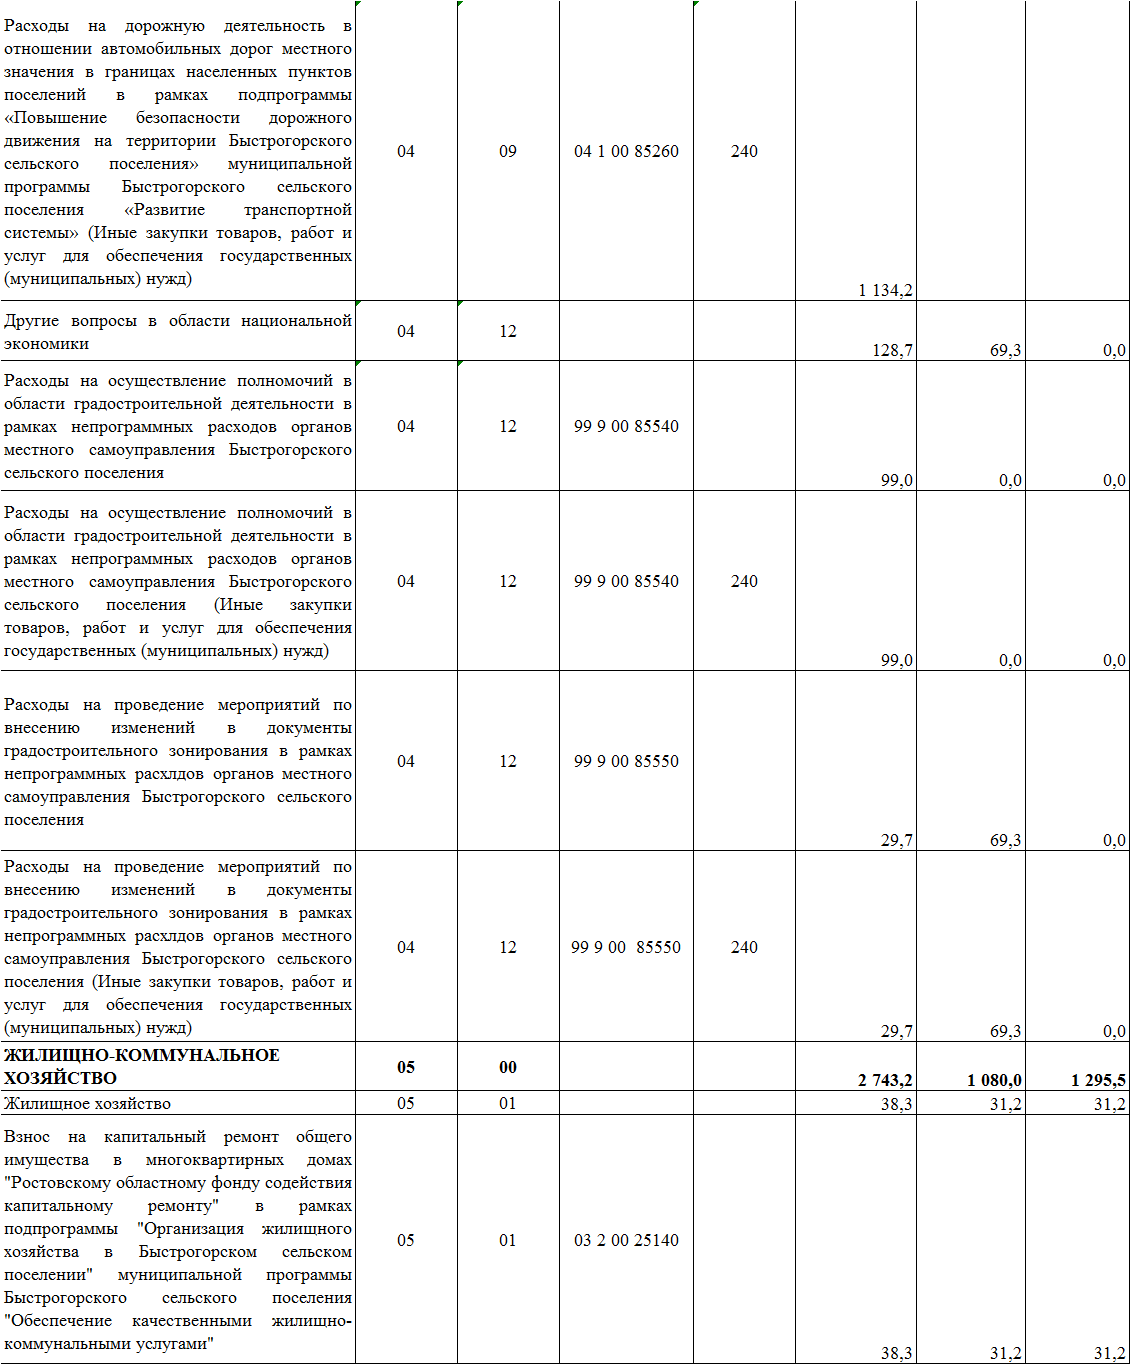 Расходы на дорожную деятельность в
отношении автомобильных дорог местного
значения в границах населенных пунктов
поселений в рамках подпрограммы
«Повышение безопасности дорожного
движения на территории Быстрогорского
сельского поселения» муниципальной
программы Быстрогорского сельского
поселения «Развитие транспортной
системы» (Иные закупки товаров, работ и
услуг для обеспечения государственных
(муниципальных) нужд)
04 09 04 1 00 85260 240 1 134,2
Другие вопросы в области национальной
экономики
04 12 128,7 69,3 0,0
Расходы на осуществление полномочий в
области градостроительной деятельности в
рамках непрограммных расходов органов
местного самоуправления Быстрогорского
сельского поселения
04 12 99 9 00 85540 99,0 0,0 0,0
Расходы на осуществление полномочий в
области градостроительной деятельности в
рамках непрограммных расходов органов
местного самоуправления Быстрогорского
сельского поселения (Иные закупки
товаров, работ и услуг для обеспечения
государственных (муниципальных) нужд)
04 12 99 9 00 85540 240 99,0 0,0 0,0
Расходы на проведение мероприятий по
внесению изменений в документы
градостроительного зонирования в рамках
непрограммных расхлдов органов местного
самоуправления Быстрогорского сельского
поселения
04 12 99 9 00 85550 29,7 69,3 0,0
Расходы на проведение мероприятий по
внесению изменений в документы
градостроительного зонирования в рамках
непрограммных расхлдов органов местного
самоуправления Быстрогорского сельского
поселения (Иные закупки товаров, работ и
услуг для обеспечения государственных
(муниципальных) нужд)
04 12 99 9 00 85550 240 29,7 69,3 0,0
ЖИЛИЩНО-КОММУНАЛЬНОЕ
ХОЗЯЙСТВО
05 00 2 743,2 1 080,0 1 295,5
Жилищное хозяйство 05 01 38,3 31,2 31,2
Взнос на капитальный ремонт общего
имущества в многоквартирных домах
"Ростовскому областному фонду содействия
капитальному ремонту" в рамках
подпрограммы "Организация жилищного
хозяйства в Быстрогорском сельском
поселении" муниципальной программы
Быстрогорского сельского поселения
"Обеспечение качественными жилищно-
коммунальными услугами"
05 01 03 2 00 25140 38,3 31,2 31,2